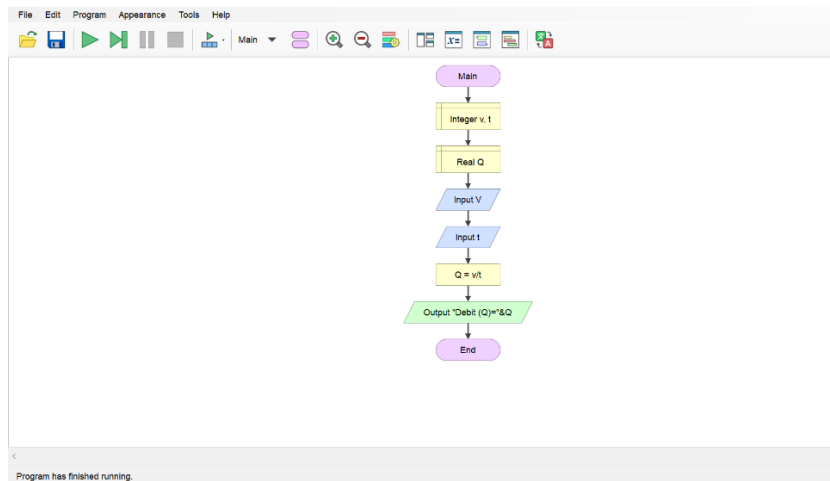 File Edit Program Appearance Tools Help
Main
x=
Main
Integer v, t
Real Q
Input V
Input t
Q = v/t
Output "Debit (Q)="&Q
End
Program has finished running.